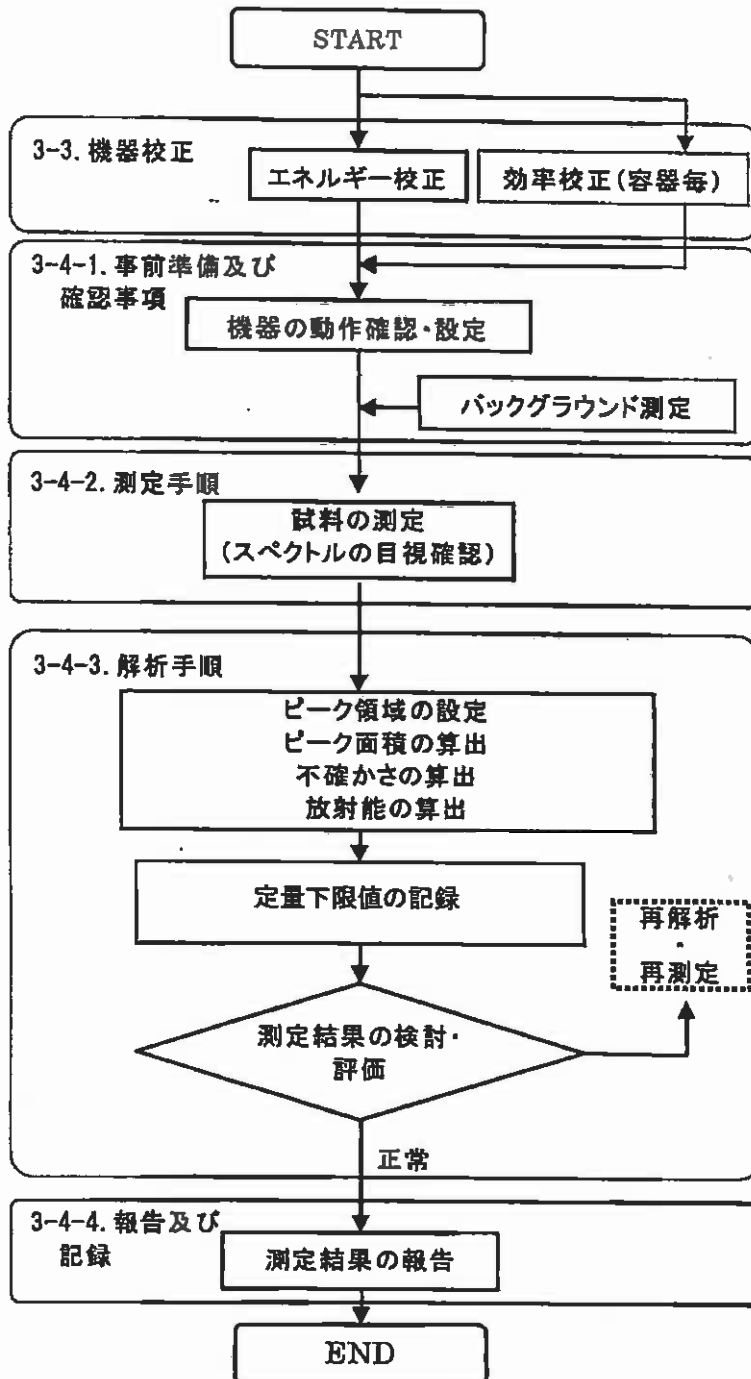 START
3-3. 機器校正
エネルギー校正
効率校正(容器毎)
3-4-1. 事前準備及び
確認事項
機器の動作確認・設定
バックグラウンド測定
3-4-2. 測定手順
試料の測定
(スペクトルの目視確認)
3-4-3. 解析手順
ピーク領域の設定
ピーク面積の算出
不確かさの算出
放射能の算出
定量下限値の記録
再解析
・
再測定
測定結果の検討・
評価
正常
3-4-4. 報告及び
記録
測定結果の報告
END